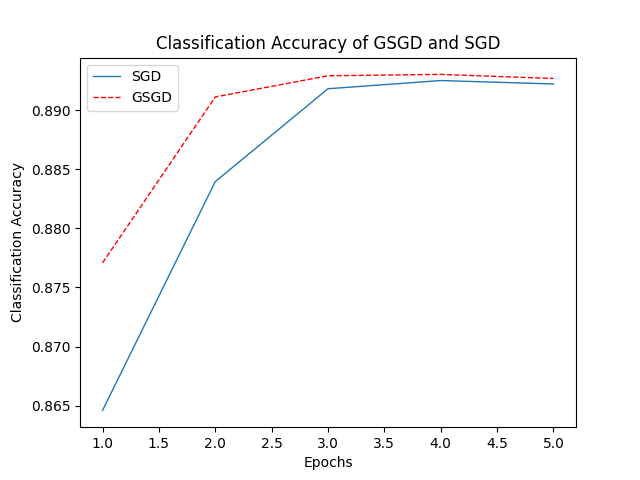 Classification Accuracy of GSGD and SGD
SGD
GSGD
0.890
0.885
0.880
0.875
0.870
0.865
Classification Accuracy
1.0 1.5 2.0 2.5 3.0 3.5 4.0 4.5 5.0
Epochs